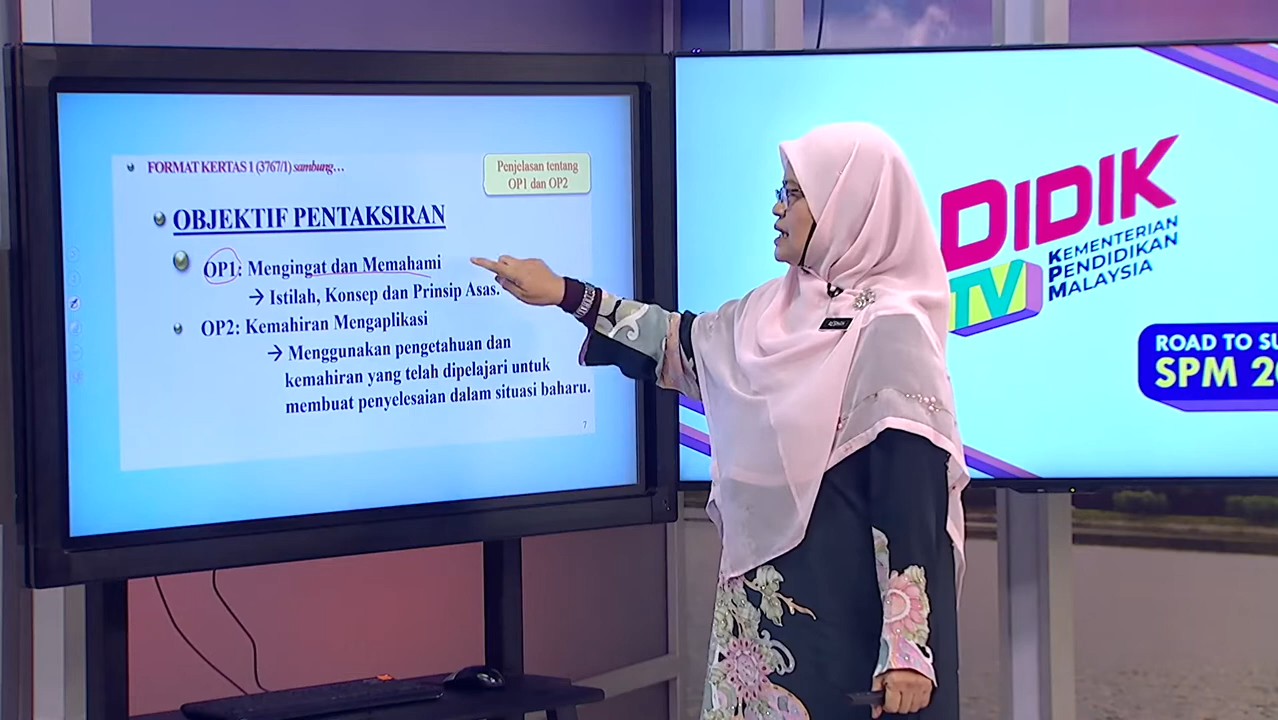 FORMAT KERTAS 1 (3767/1) sambung…
Penjelasan tentang
OP1 dan OP2
OBJEKTIF PENTAKSIRAN
OP1: Mengingat dan Memahami
→ Istilah, Konsep dan Prinsip Asas.
OP2: Kemahiran Mengaplikasi
→ Menggunakan pengetahuan dan
kemahiran yang telah dipelajari untuk
membuat penyelesaian dalam situasi baharu.
7
DIDIK
TV
KEMENTERIAN
PENDIDIKAN
MALAYSIA
ROAD TO
SPM